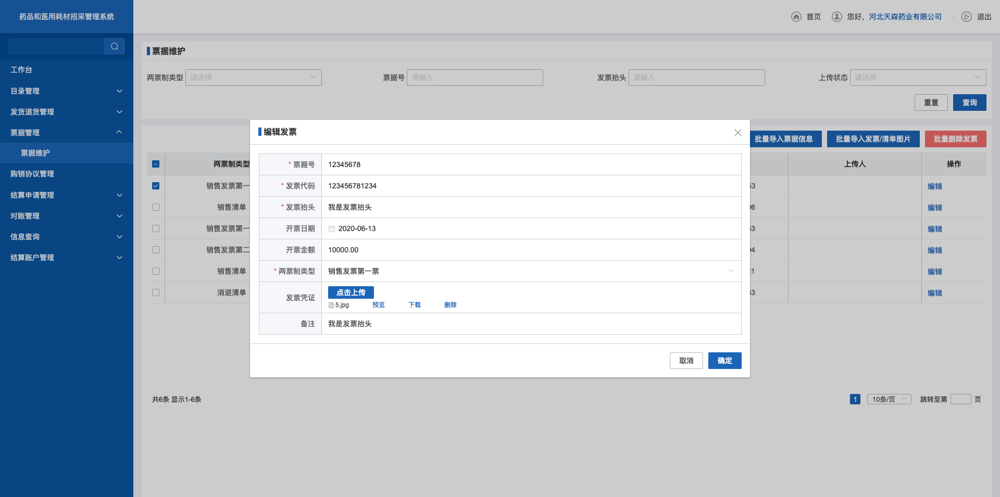 药品和医用耗材招采管理系统
首页
您好，河北天森药业有限公司
退出
工作台
目录管理
发货退货管理
票据管理
票据维护
购销协议管理
结算申请管理
对账管理
信息查询
结算账户管理
票据维护
两票制类型 请选择
票据号 请输入
发票抬头 请输入
上传状态 请选择
重置 查询
批量导入票据信息 批量导入发票/清单图片 批量删除发票
两票制类型 上传人 操作
销售发票第一 53 编辑
销售清单 06 编辑
销售发票第一 53 编辑
销售发票第二 04 编辑
销售清单 11 编辑
消退清单 33 编辑
编辑发票
* 票据号 12345678
* 发票代码 123456781234
* 发票抬头 我是发票抬头
开票日期 2020-06-13
开票金额 10000.00
* 两票制类型 销售发票第一票
发票凭证 点击上传
5.jpg 预览 下载 删除
备注 我是发票抬头
取消 确定
共6条 显示1-6条
1 10条/页 跳转至第 页